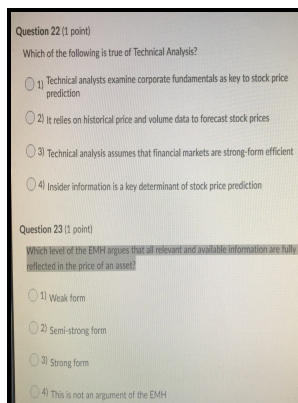 Question 22 (1 point)
Which of the following is true of Technical Analysis?
1) Technical analysts examine corporate fundamentals as key to stock price
prediction
2) It relies on historical price and volume data to forecast stock prices
3) Technical analysis assumes that financial markets are strong-form efficient
4) Insider information is a key determinant of stock price prediction
Question 23 (1 point)
Which level of the EMH argues that all relevant and available information are fully
reflected in the price of an asset?
1) Weak form
2) Semi-strong form
3) Strong form
4) This is not an argument of the EMH